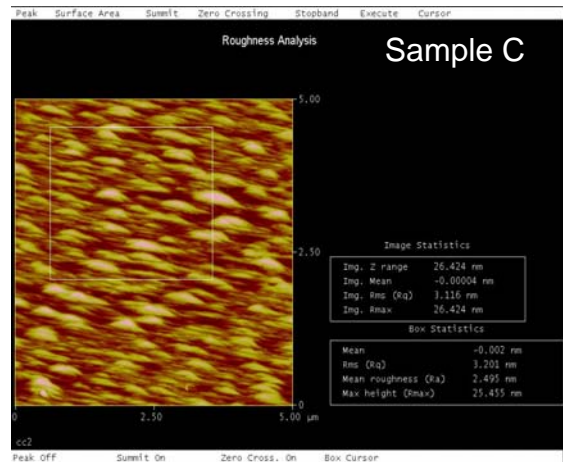 Peak Surface Area Summit Zero Crossing Stopband Execute Cursor
Roughness Analysis
Sample C
5.00
2.50
0
0 2.50 5.00 µm
Image Statistics
Img. Z range 26.424 nm
Img. Mean -0.00004 nm
Img. Rms (Rq) 3.116 nm
Img. Rmax 26.424 nm
Box Statistics
Mean -0.002 nm
Rms (Rq) 3.201 nm
Mean roughness (Ra) 2.495 nm
Max height (Rmax) 25.455 nm
cc2
Peak Off Summit On Zero Cross. On Box Cursor